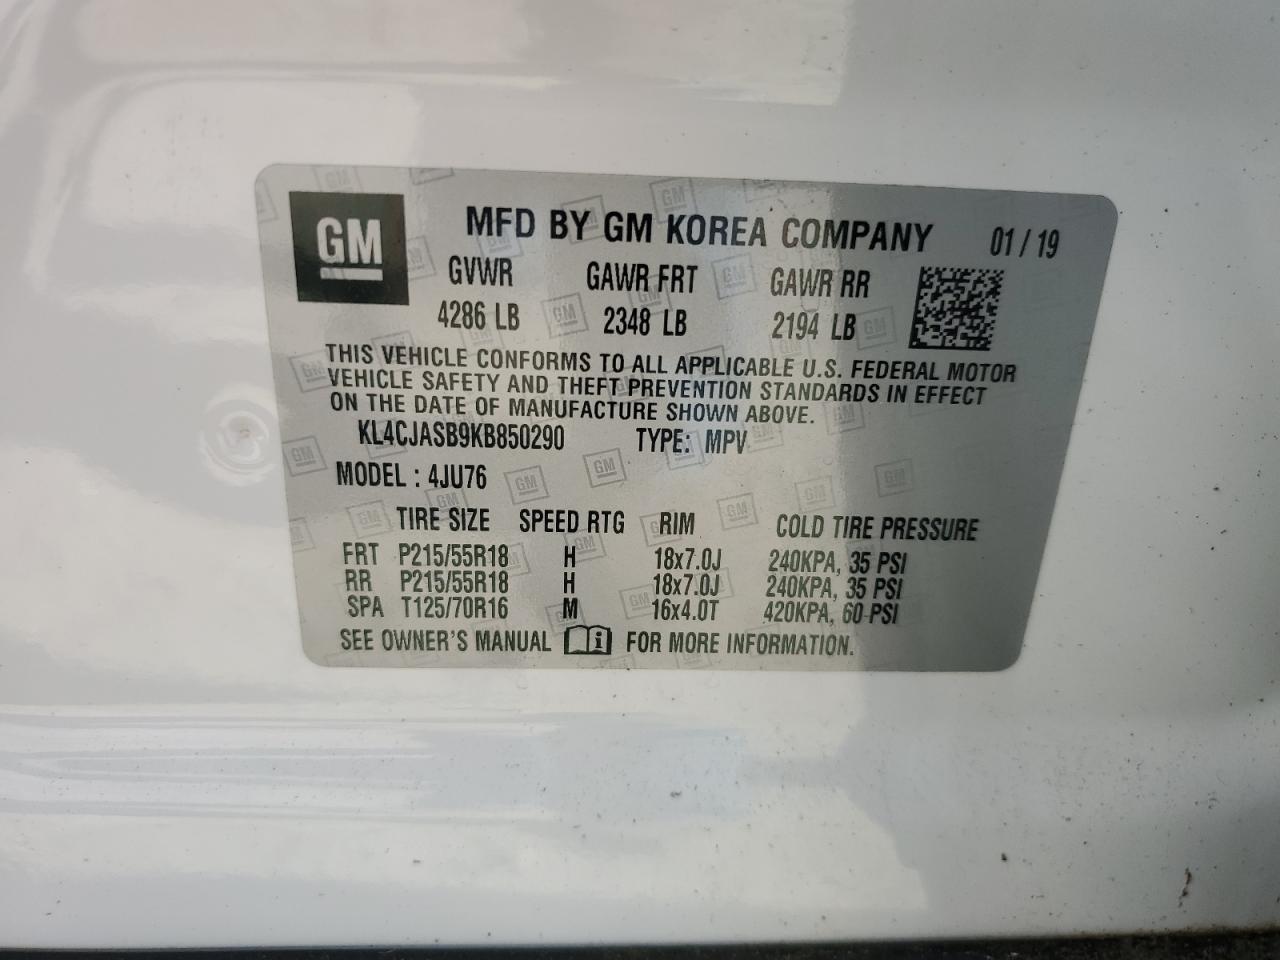 GM
MFD BY GM KOREA COMPANY 01 / 19
GVWR GAWR FRT GAWR RR
4286 LB 2348 LB 2194 LB
THIS VEHICLE CONFORMS TO ALL APPLICABLE U.S. FEDERAL MOTOR
VEHICLE SAFETY AND THEFT PREVENTION STANDARDS IN EFFECT
ON THE DATE OF MANUFACTURE SHOWN ABOVE.
KL4CJASB9KB850290 TYPE: MPV
MODEL : 4JU76
TIRE SIZE SPEED RTG RIM COLD TIRE PRESSURE
FRT P215/55R18 H 18x7.0J 240KPA, 35 PSI
RR P215/55R18 H 18x7.0J 240KPA, 35 PSI
SPA T125/70R16 M 16x4.0T 420KPA, 60 PSI
SEE OWNER'S MANUAL i FOR MORE INFORMATION.